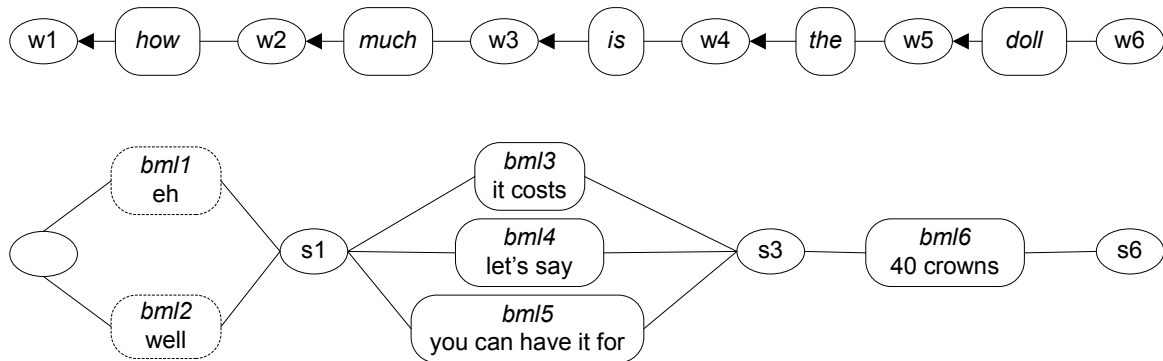 w1 how w2 much w3 is w4 the w5 doll w6
bml1
eh
bml3
it costs
s1
bml4
let's say
s3
bml6
40 crowns
s6
bml2
well
bml5
you can have it for